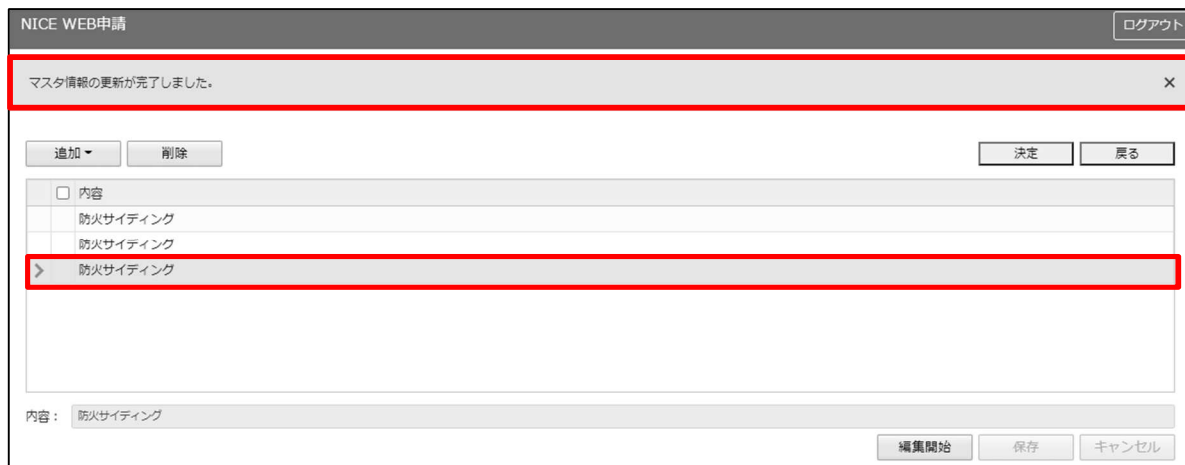 NICE WEB申請 ログアウト
マスタ情報の更新が完了しました。 ×
追加 削除 決定 戻る
内容
防火サイディング
防火サイディング
防火サイディング
内容： 防火サイディング
編集開始 保存 キャンセル